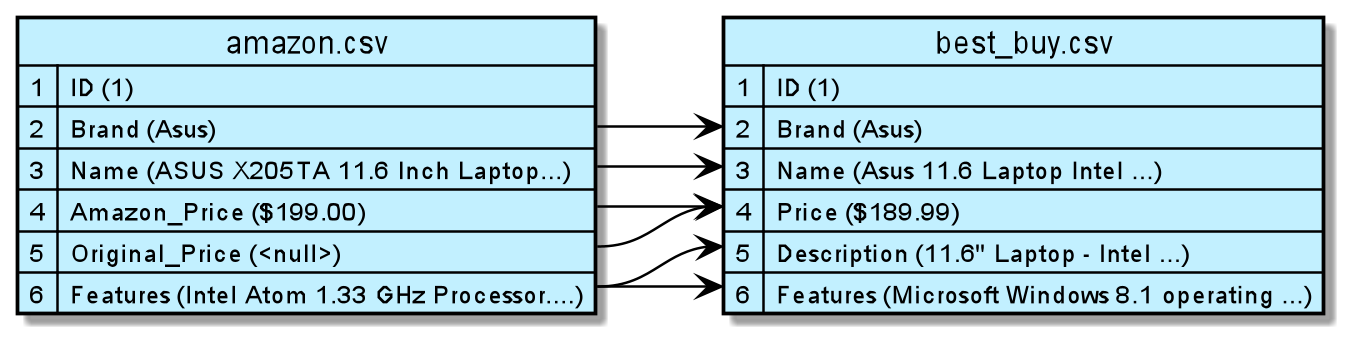 amazon.csv
1 ID (1)
2 Brand (Asus)
3 Name (ASUS X205TA 11.6 Inch Laptop...)
4 Amazon_Price ($199.00)
5 Original_Price (<null>)
6 Features (Intel Atom 1.33 GHz Processor....)
best_buy.csv
1 ID (1)
2 Brand (Asus)
3 Name (Asus 11.6 Laptop Intel ...)
4 Price ($189.99)
5 Description (11.6" Laptop - Intel ...)
6 Features (Microsoft Windows 8.1 operating ...)